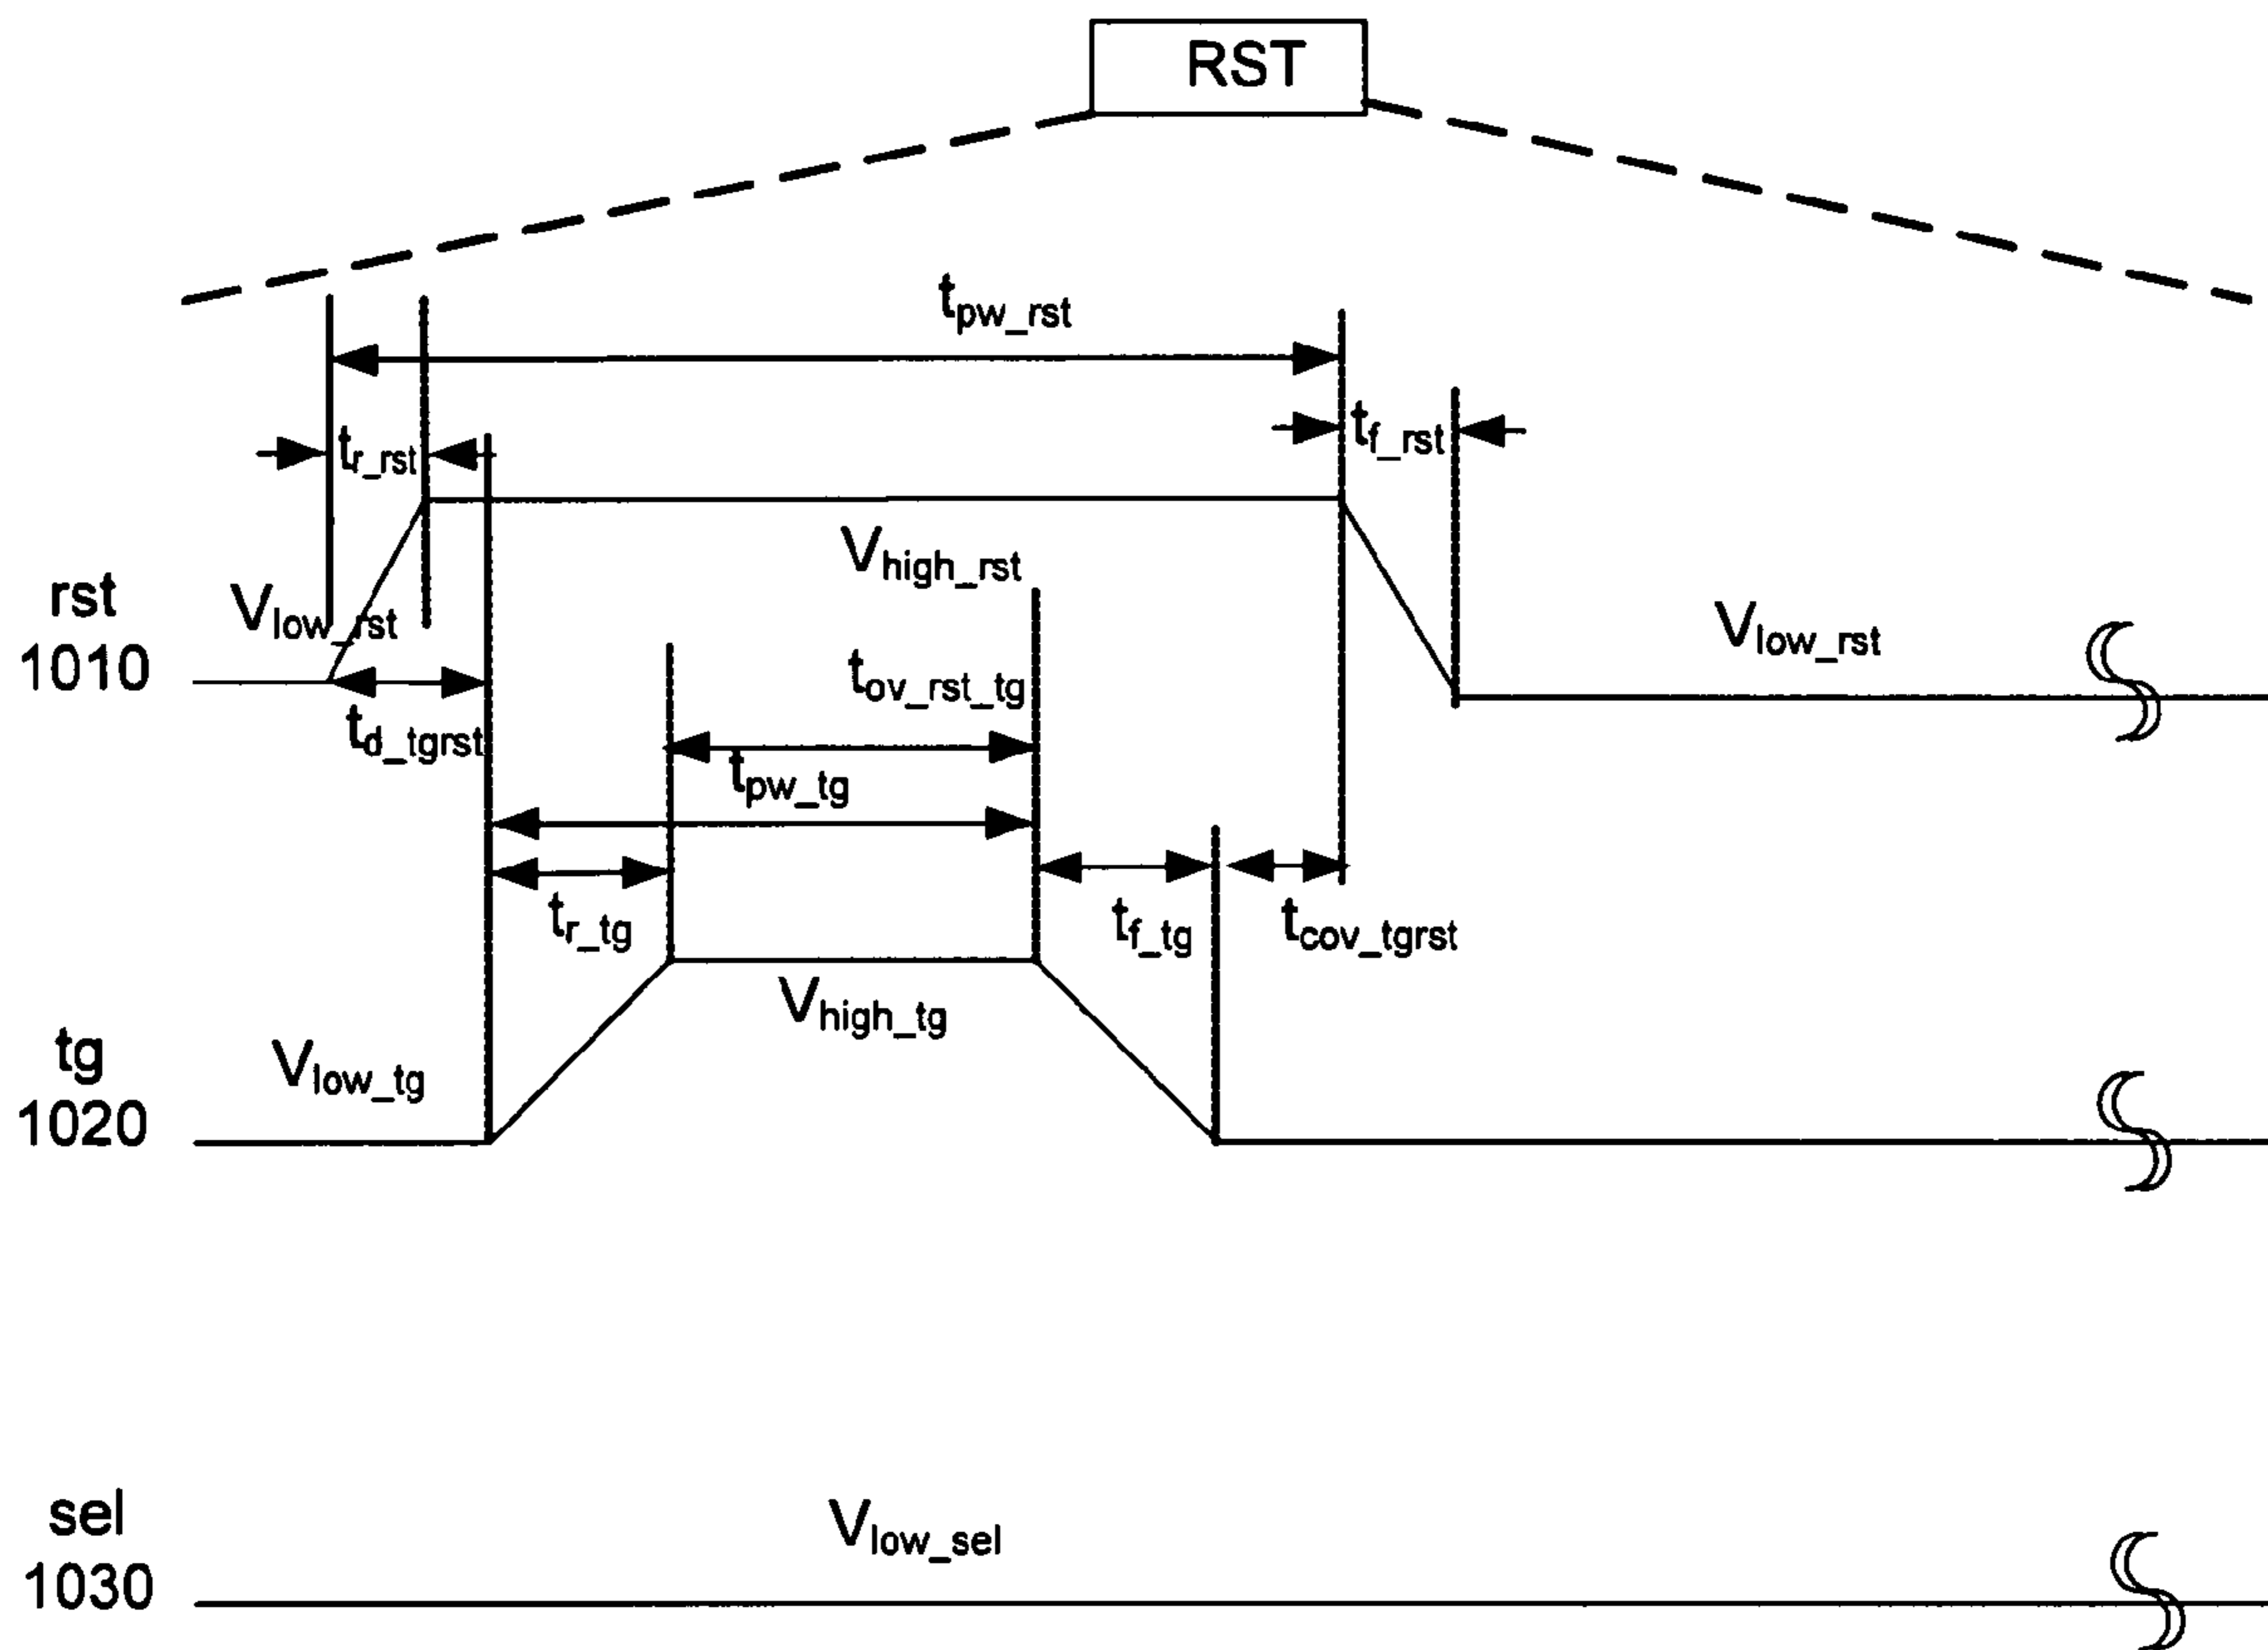 RST
t_pw_rst
t_r_rst
t_f_rst
V_high_rst
rst
1010
V_low_rst
V_low_rst
t_ov_rst_tg
t_d_tgrst
t_pw_tg
t_r_tg
t_f_tg
t_cov_tgrst
V_high_tg
tg
1020
V_low_tg
sel
1030
V_low_sel